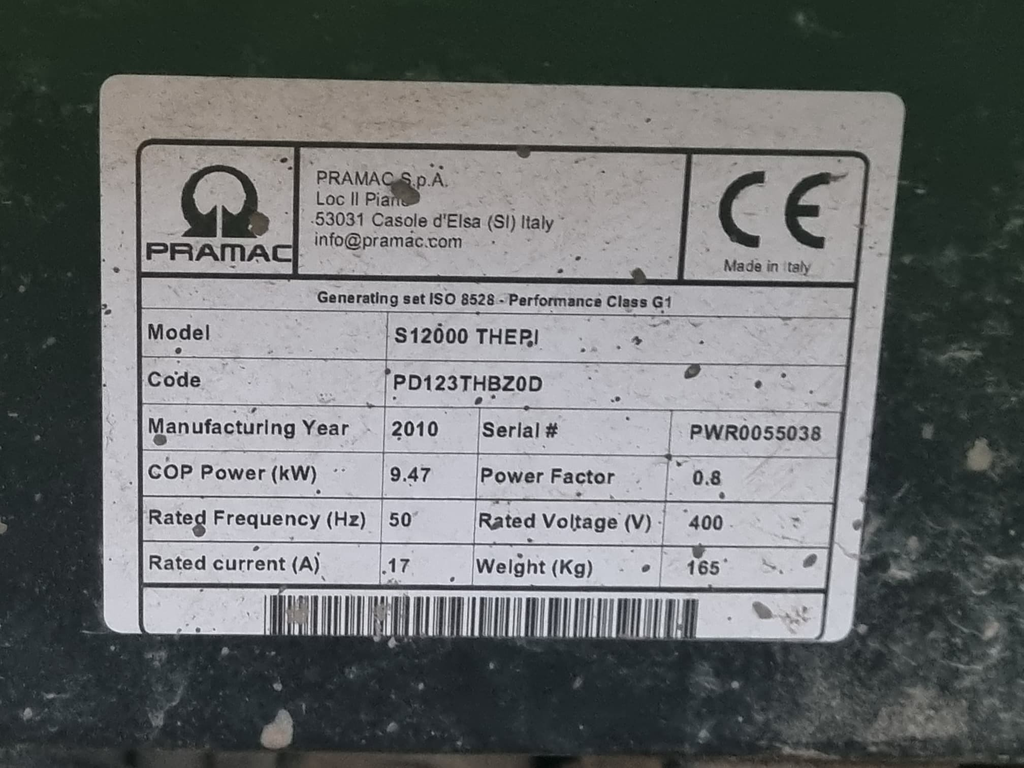 PRAMAC
PRAMAC S.p.A.
Loc II Piano
53031 Casole d'Elsa (SI) Italy
info@pramac.com
CE
Made in Italy
Generating set ISO 8528 - Performance Class G1
Model S12000 THEPI
Code PD123THBZ0D
Manufacturing Year 2010 Serial # PWR0055038
COP Power (kW) 9.47 Power Factor 0.8
Rated Frequency (Hz) 50 Rated Voltage (V) 400
Rated current (A) 17 Weight (Kg) 165